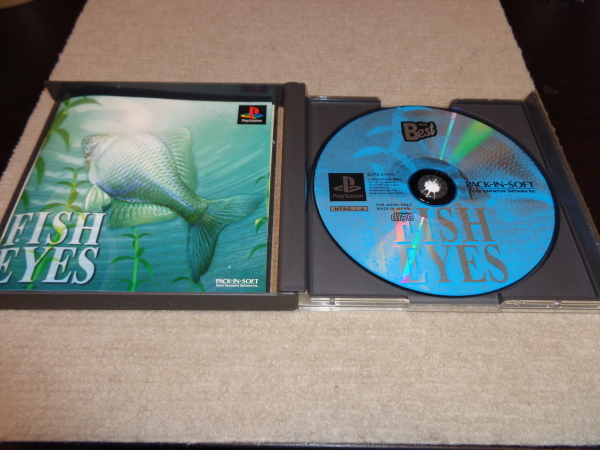 PlayStation
FISH
EYES
PACK-IN-SOFT
the Best
PlayStation
PACK-IN-SOFT
FOR JAPAN ONLY
MADE IN JAPAN
FISH
EYES